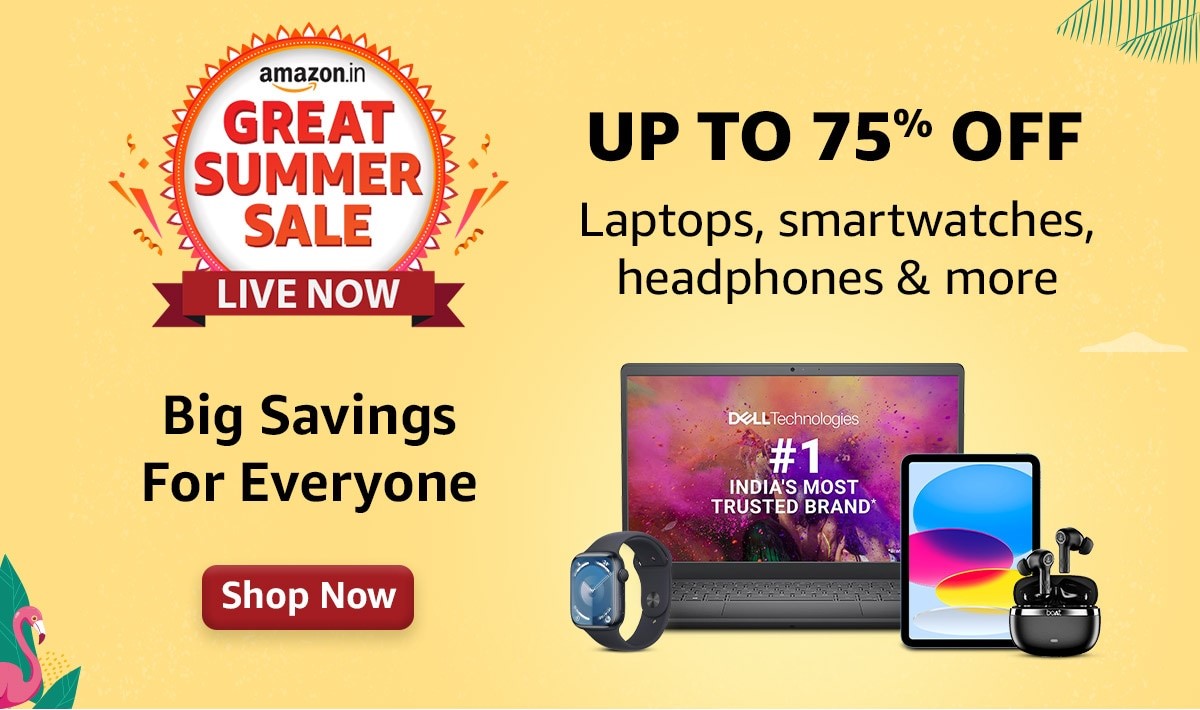 amazon.in
GREAT
SUMMER
SALE
LIVE NOW
Big Savings
For Everyone
Shop Now
UP TO 75% OFF
Laptops, smartwatches,
headphones & more
DELL Technologies
#1
INDIA'S MOST
TRUSTED BRAND*
boAt